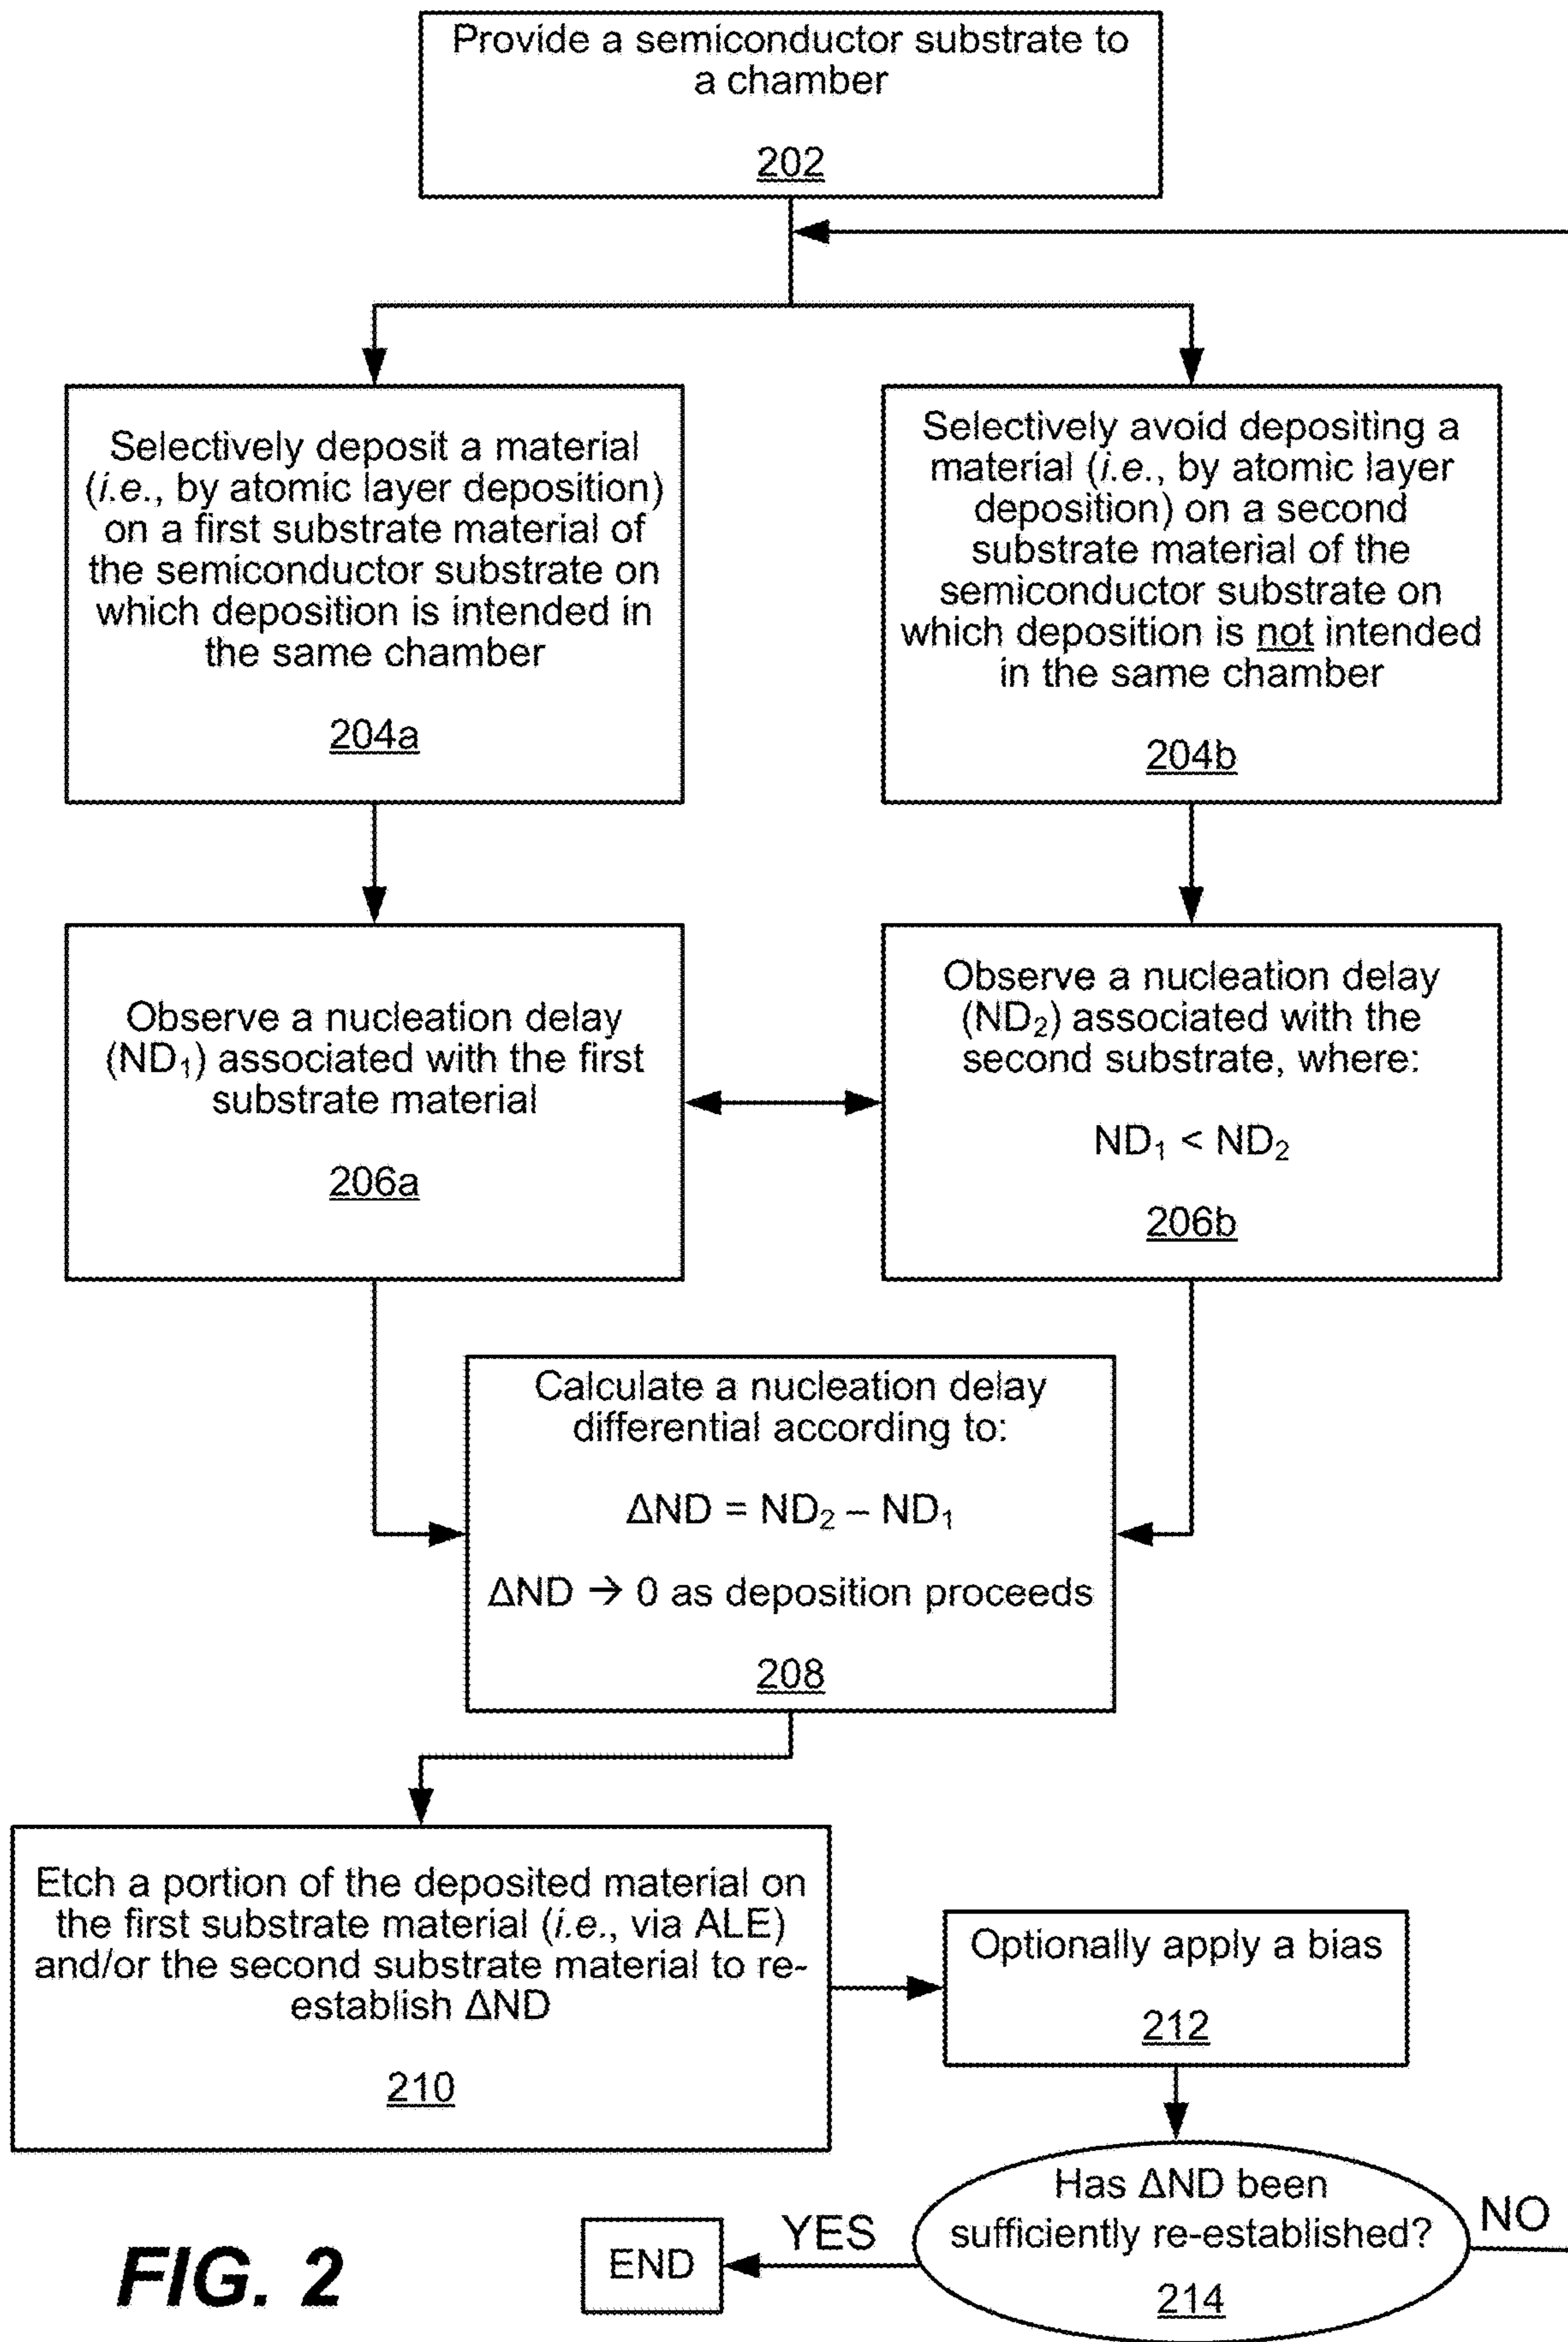 Provide a semiconductor substrate to
a chamber
202
Selectively deposit a material
(i.e., by atomic layer deposition)
on a first substrate material of
the semiconductor substrate on
which deposition is intended in
the same chamber
204a
Selectively avoid depositing a
material (i.e., by atomic layer
deposition) on a second
substrate material of the
semiconductor substrate on
which deposition is not intended
in the same chamber
204b
Observe a nucleation delay
(ND₁) associated with the first
substrate material
206a
Observe a nucleation delay
(ND₂) associated with the
second substrate, where:
ND₁ < ND₂
206b
Calculate a nucleation delay
differential according to:
ΔND = ND₂ – ND₁
ΔND → 0 as deposition proceeds
208
Etch a portion of the deposited material on
the first substrate material (i.e., via ALE)
and/or the second substrate material to re-
establish ΔND
210
Optionally apply a bias
212
Has ΔND been
sufficiently re-established?
214
NO
YES
END
FIG. 2